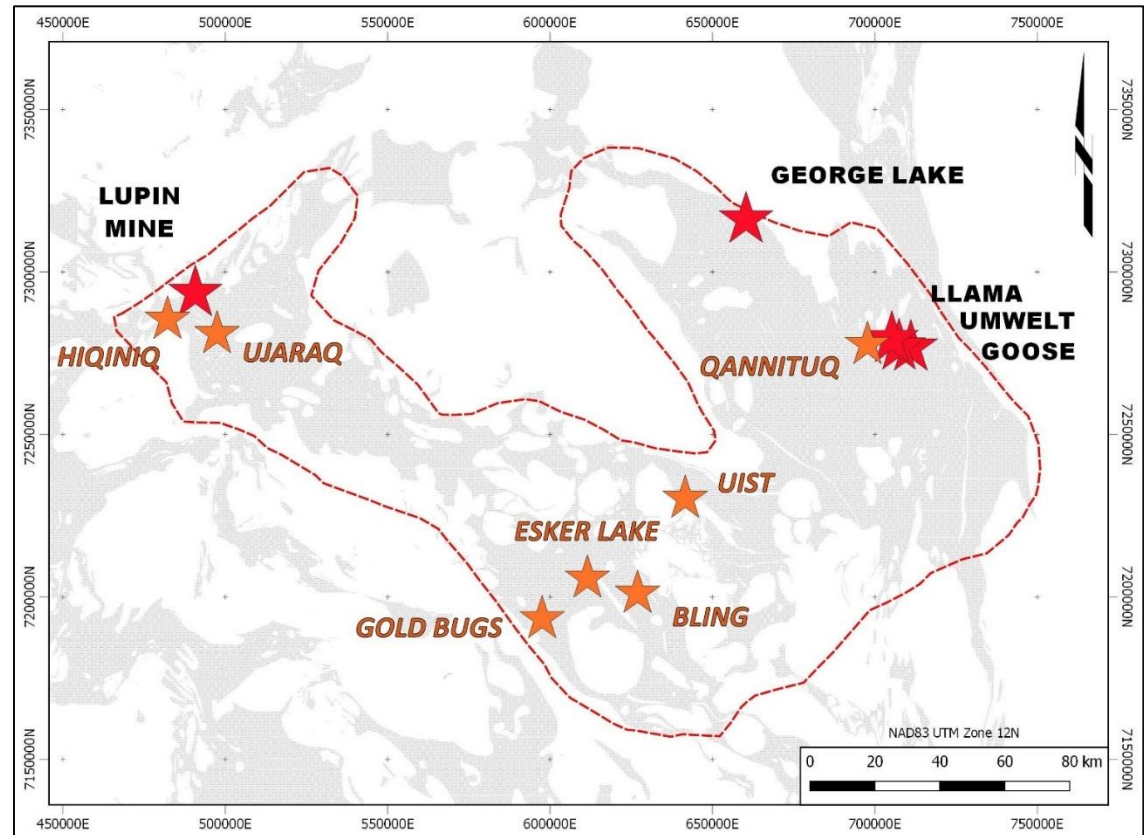 450000E 500000E 550000E 600000E 650000E 700000E 750000E
7350000N 7350000N
GEORGE LAKE
LUPIN
MINE
7300000N 7300000N
LLAMA
UMWELT
GOOSE
HIQINIQ
UJARAQ
QANNITUQ
7250000N 7250000N
UIST
ESKER LAKE
7200000N 7200000N
BLING
GOLD BUGS
NAD83 UTM Zone 12N
7150000N 7150000N
0 20 40 60 80 km
450000E 500000E 550000E 600000E 650000E 700000E 750000E